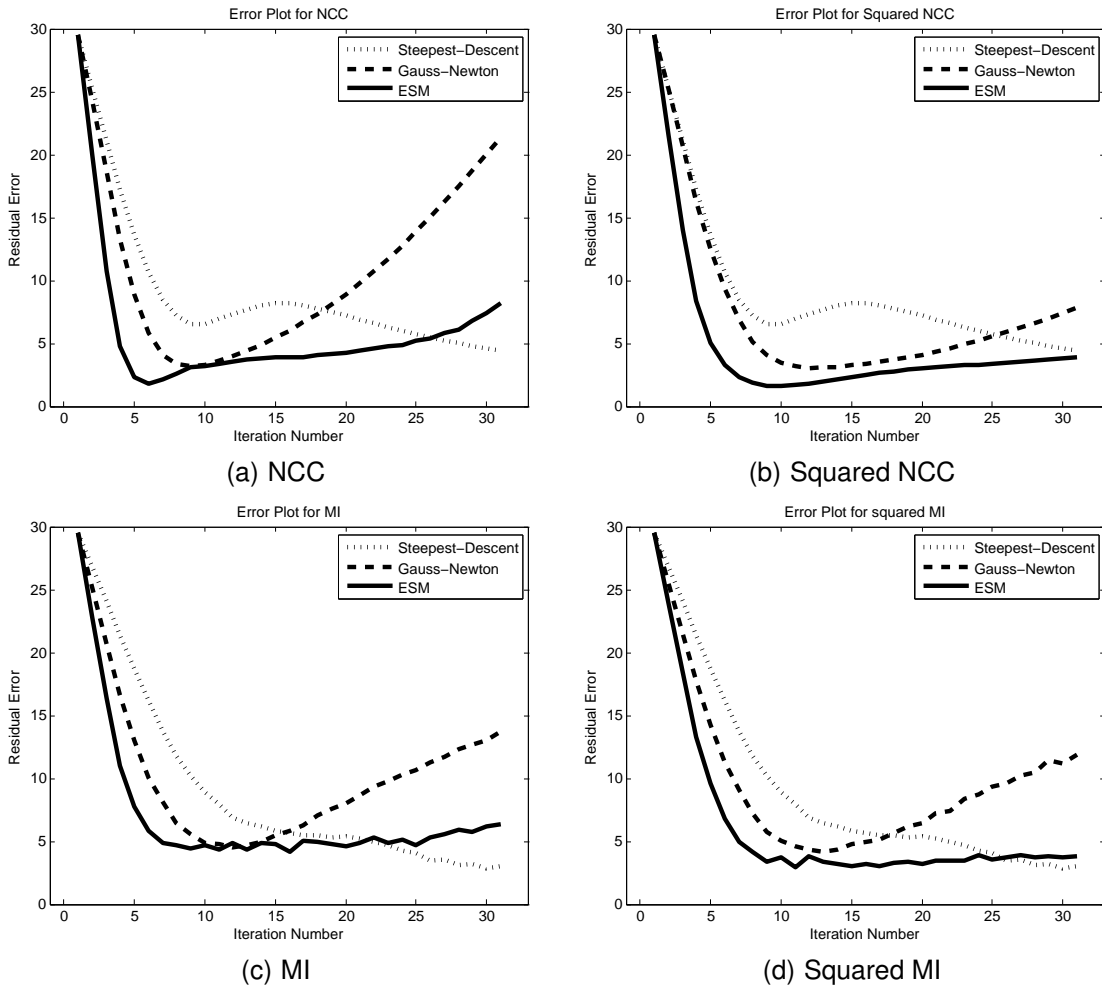 Error Plot for NCC
30
25
20
15
10
5
0
0 5 10 15 20 25 30
Residual Error
Iteration Number
Steepest-Descent
Gauss-Newton
ESM
(a) NCC
Error Plot for Squared NCC
30
25
20
15
10
5
0
0 5 10 15 20 25 30
Residual Error
Iteration Number
Steepest-Descent
Gauss-Newton
ESM
(b) Squared NCC
Error Plot for MI
30
25
20
15
10
5
0
0 5 10 15 20 25 30
Residual Error
Iteration Number
Steepest-Descent
Gauss-Newton
ESM
(c) MI
Error Plot for squared MI
30
25
20
15
10
5
0
0 5 10 15 20 25 30
Residual Error
Iteration Number
Steepest-Descent
Gauss-Newton
ESM
(d) Squared MI